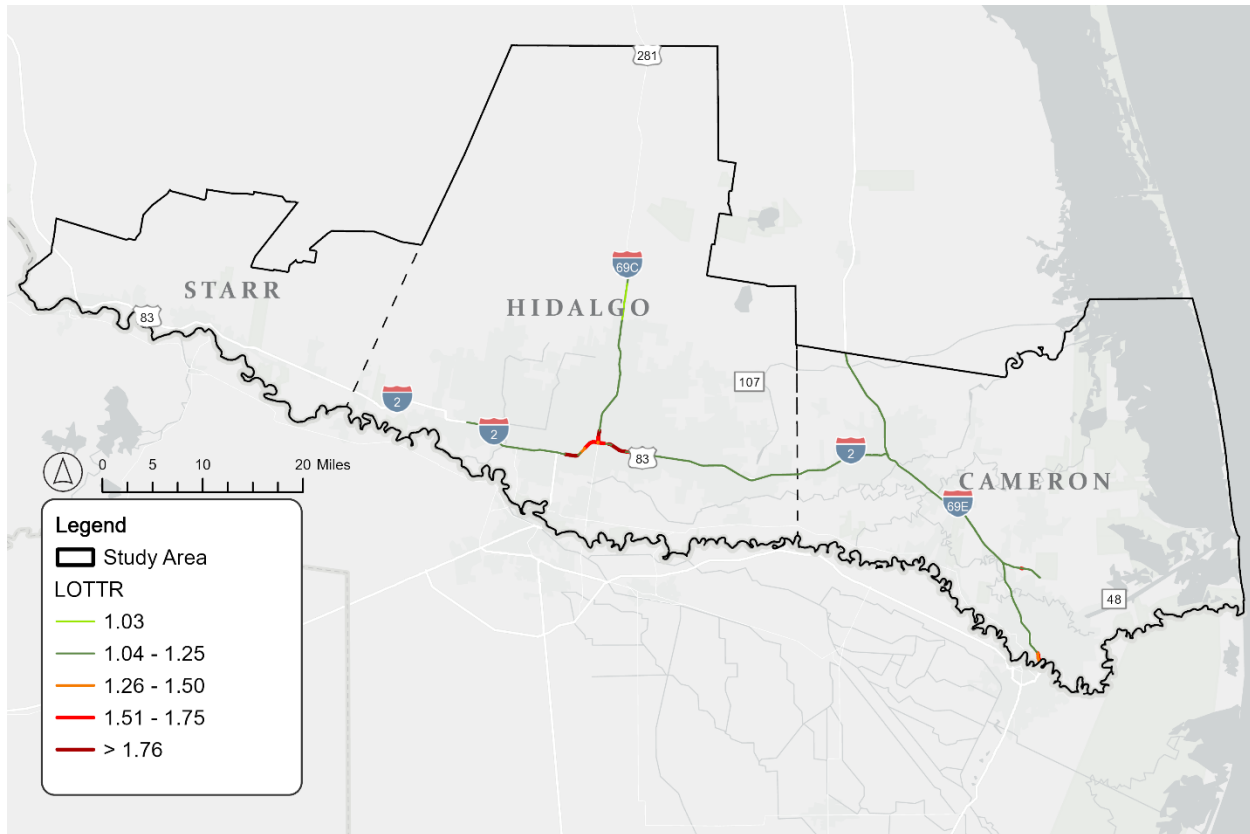 281
69C
STARR
HIDALGO
83
107
2
2
83
2
CAMERON
69E
48
0 5 10 20 Miles
Legend
Study Area
LOTTR
1.03
1.04 - 1.25
1.26 - 1.50
1.51 - 1.75
> 1.76